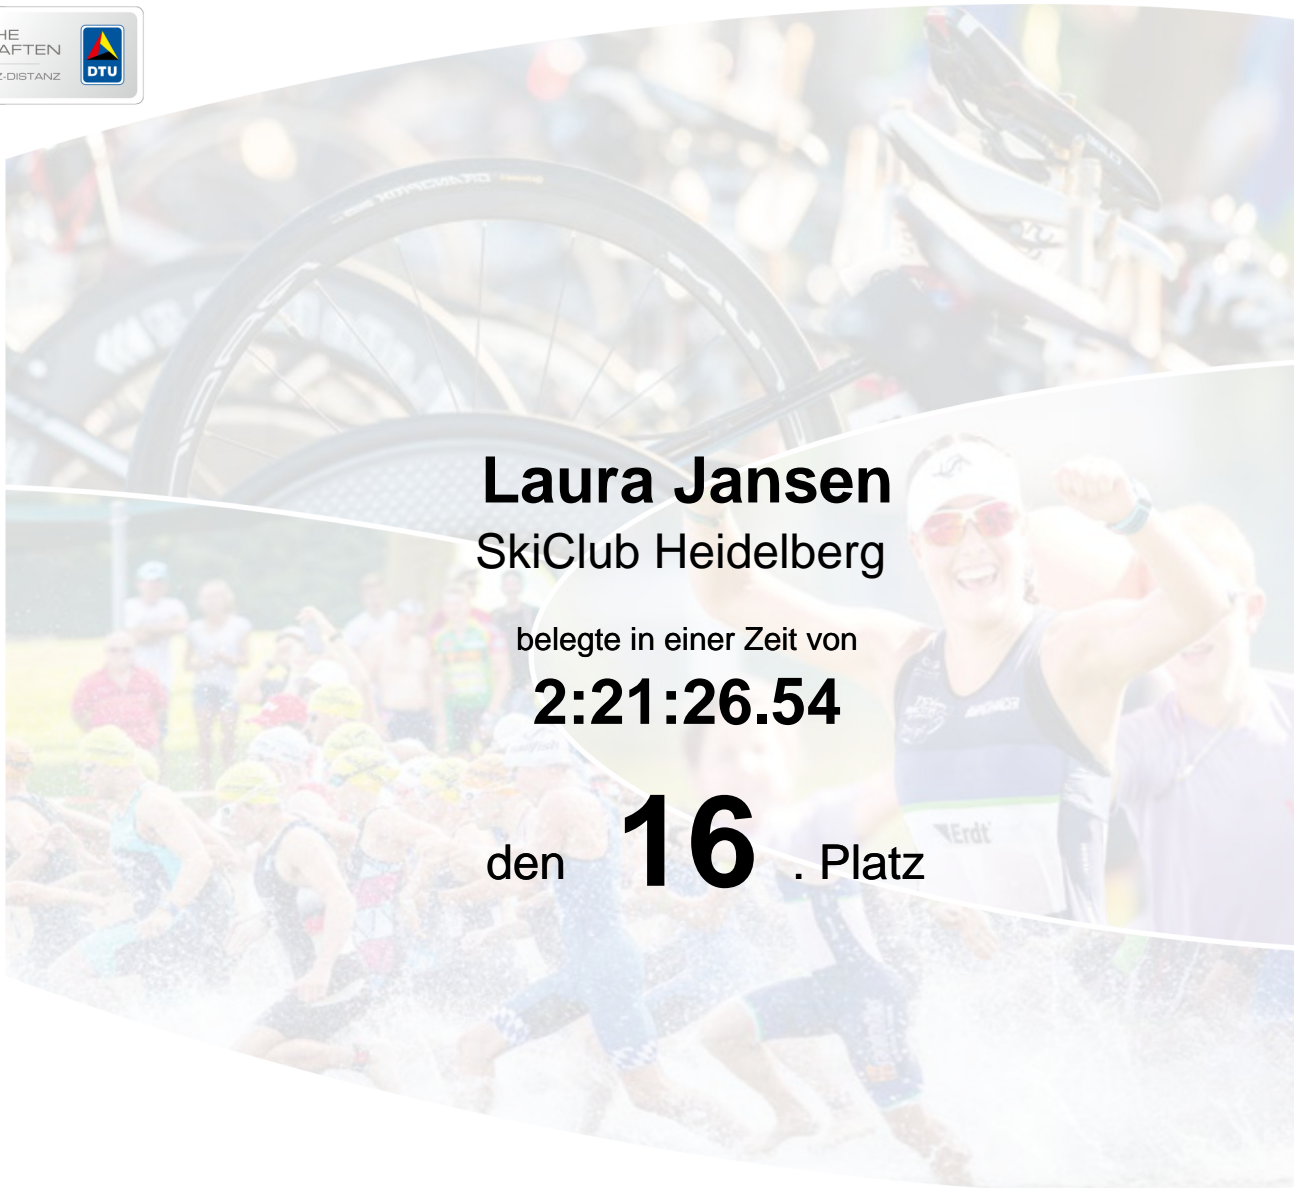 HE
AFTEN
Z-DISTANZ
DTU
Laura Jansen
SkiClub Heidelberg
belegte in einer Zeit von
2:21:26.54
den 16 . Platz
Erdt